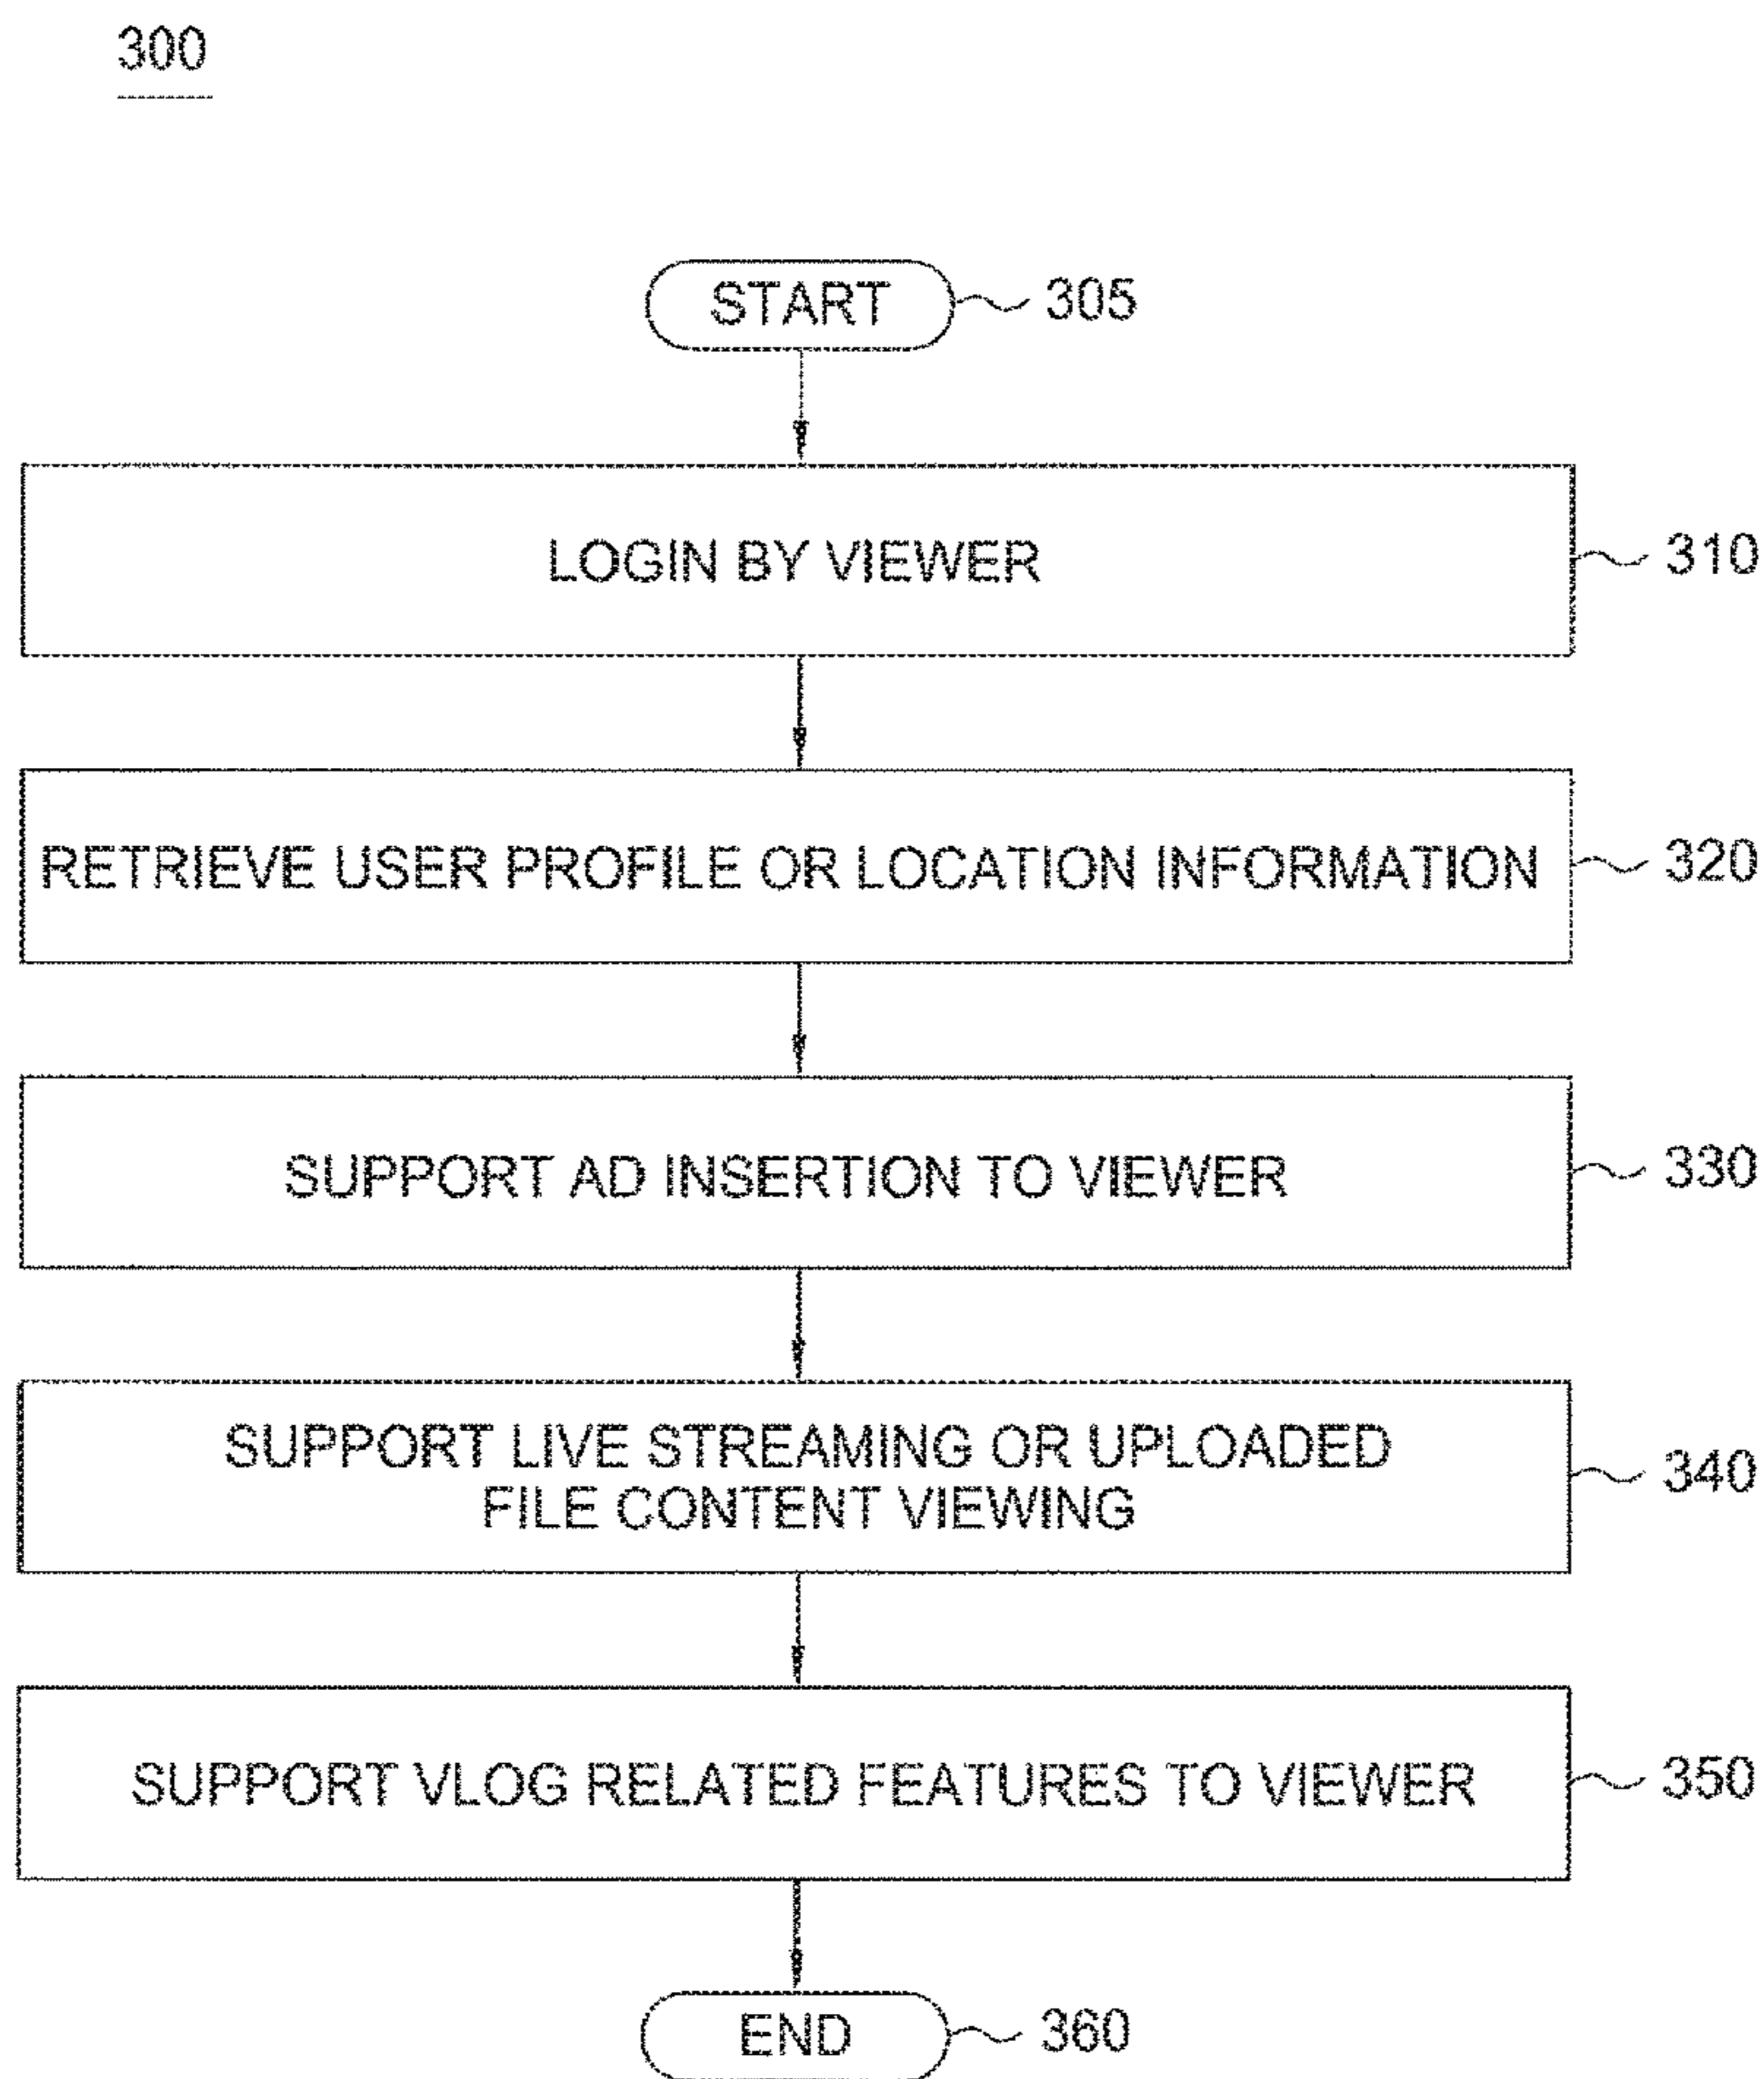 300
START
305
LOGIN BY VIEWER
310
RETRIEVE USER PROFILE OR LOCATION INFORMATION
320
SUPPORT AD INSERTION TO VIEWER
330
SUPPORT LIVE STREAMING OR UPLOADED
FILE CONTENT VIEWING
340
SUPPORT VLOG RELATED FEATURES TO VIEWER
350
END
360